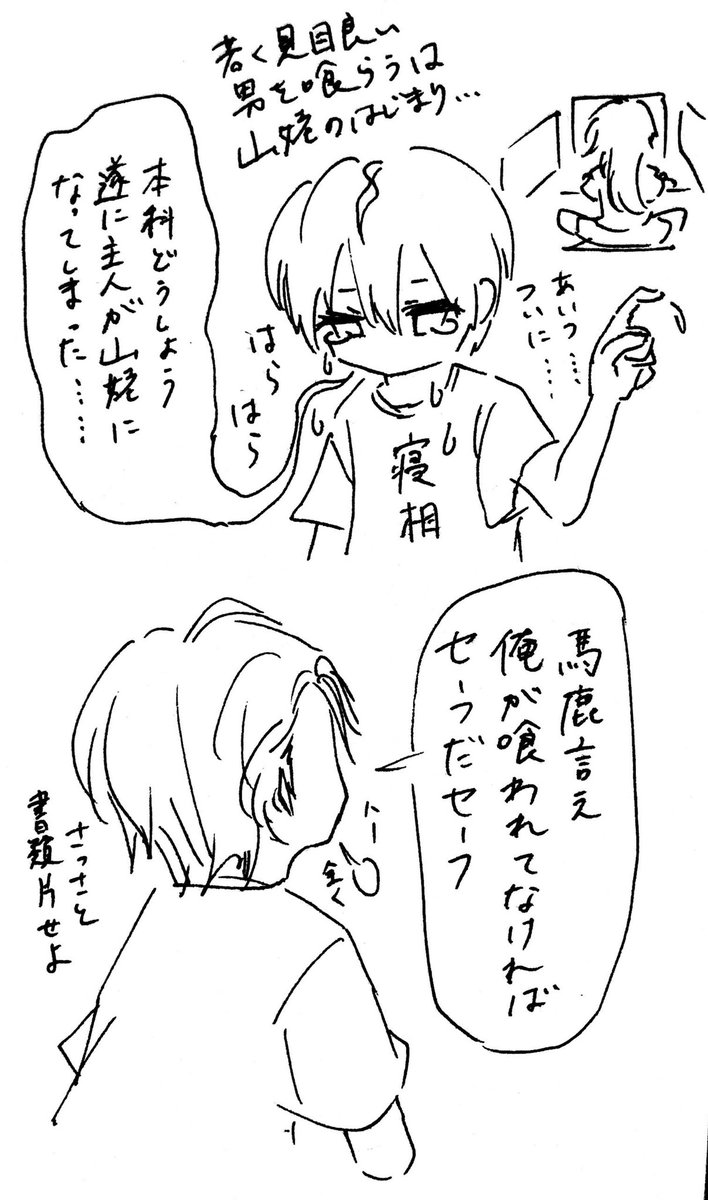 若く見目良い
男を喰らうは
山姥のはじまり…
本科どうしよう
遂に主人が山姥に
なってしまった……
はらはら
あいつ……
ついに…
寝相
馬鹿言え
俺が喰われてなければ
セーフだセーフ
全く
さっさと
書類片せよ